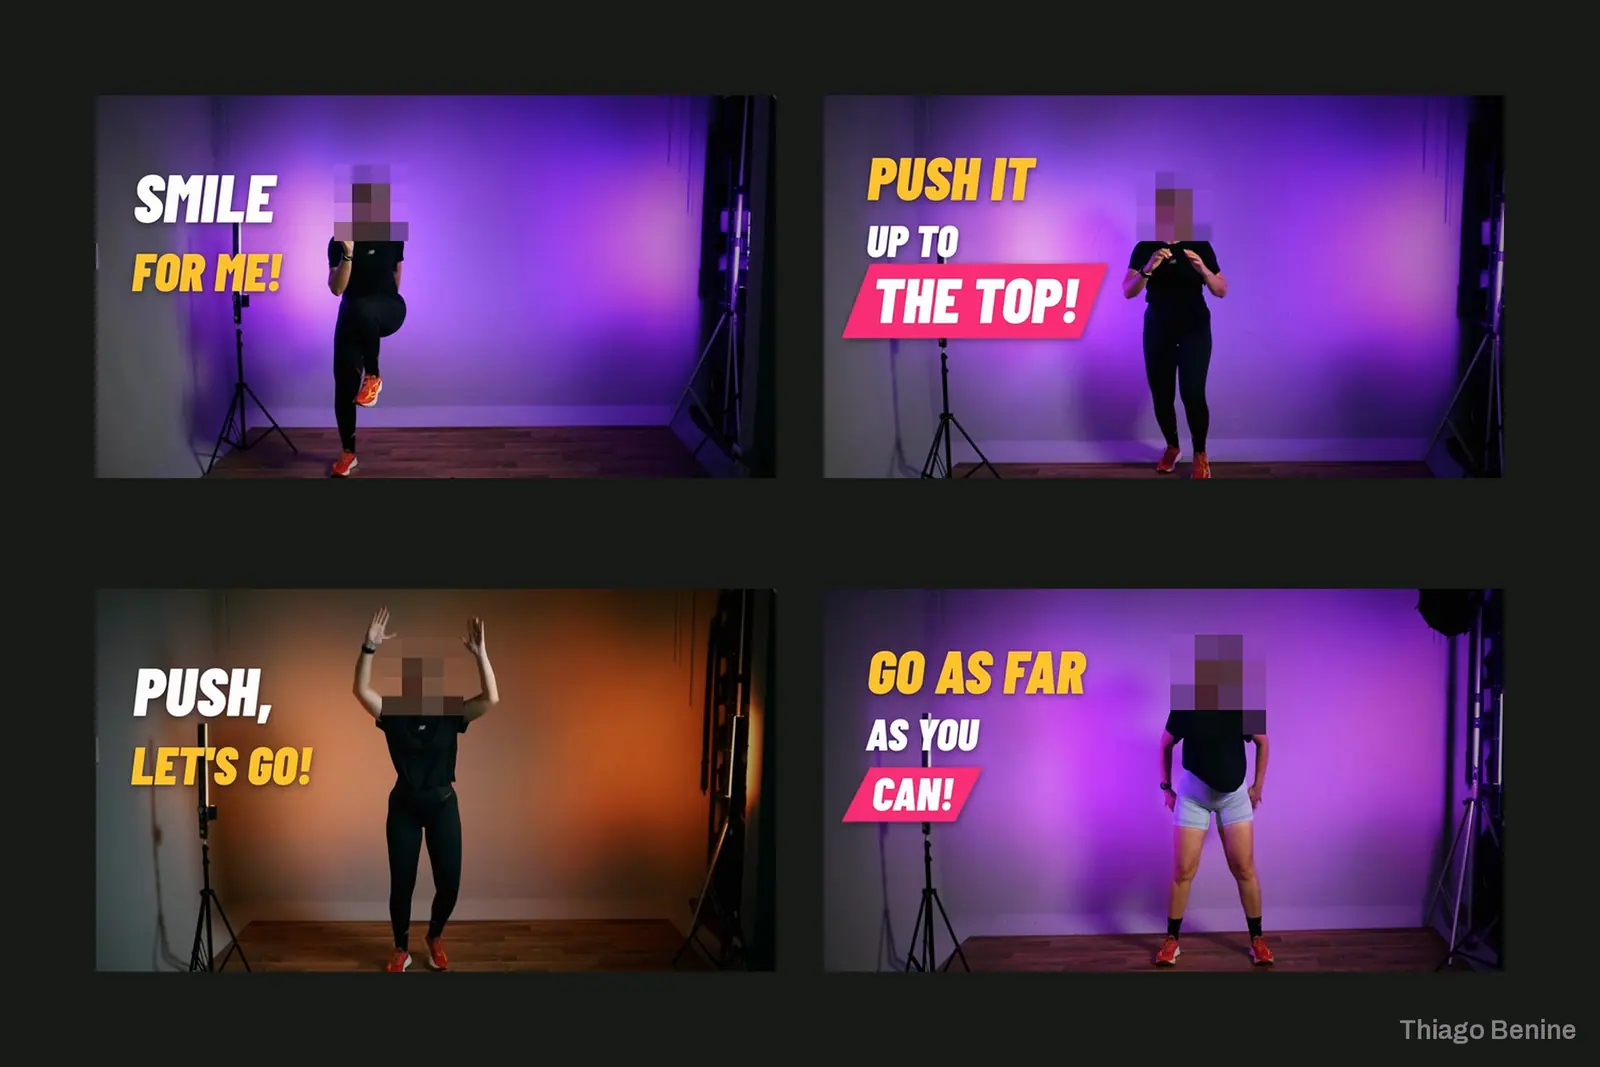 SMILE
FOR ME!
PUSH IT
UP TO
THE TOP!
PUSH,
LET'S GO!
GO AS FAR
AS YOU
CAN!
Thiago Benine